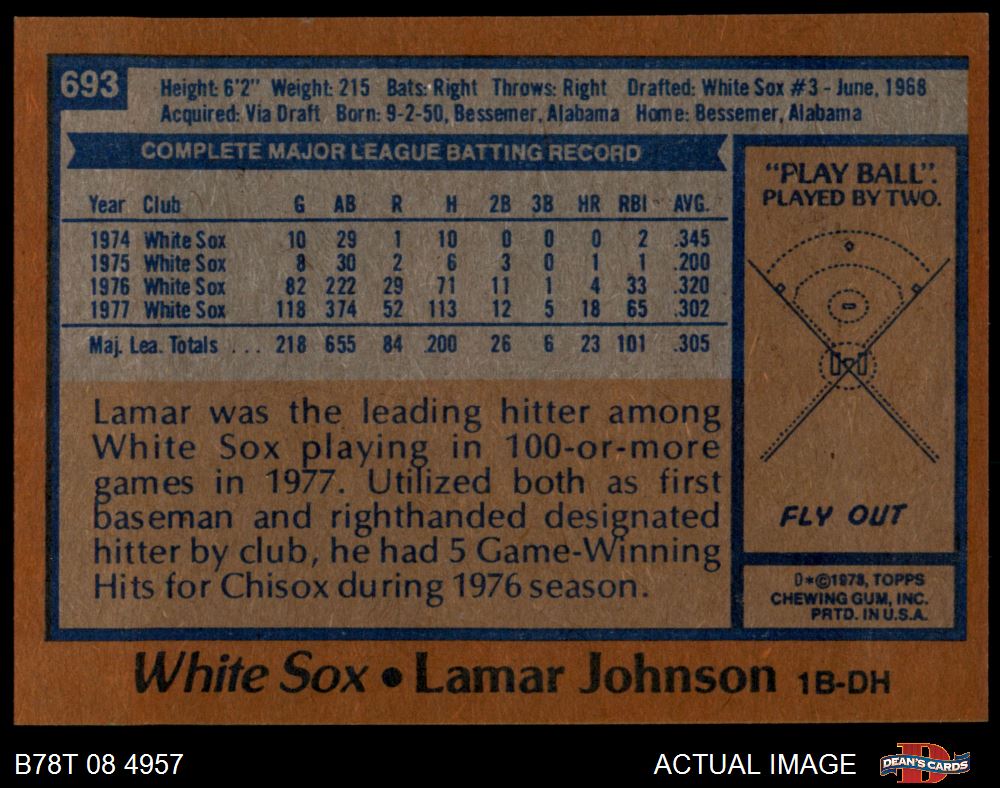 693
Height: 6'2" Weight: 215 Bats: Right Throws: Right Drafted: White Sox #3 - June, 1968
Acquired: Via Draft Born: 9-2-50, Bessemer, Alabama Home: Bessemer, Alabama
COMPLETE MAJOR LEAGUE BATTING RECORD
Year Club G AB R H 2B 3B HR RBI AVG.
1974 White Sox 10 29 1 10 0 0 0 2 .345
1975 White Sox 8 30 2 6 3 0 1 1 .200
1976 White Sox 82 222 29 71 11 1 4 33 .320
1977 White Sox 118 374 52 113 12 5 18 65 .302
Maj. Lea. Totals ... 218 655 84 200 26 6 23 101 .305
Lamar was the leading hitter among
White Sox playing in 100-or-more
games in 1977. Utilized both as first
baseman and righthanded designated
hitter by club, he had 5 Game-Winning
Hits for Chisox during 1976 season.
"PLAY BALL".
PLAYED BY TWO.
FLY OUT
D*©1978, TOPPS
CHEWING GUM, INC.
PRTD. IN U.S.A.
White Sox • Lamar Johnson 1B-DH
B78T 08 4957
ACTUAL IMAGE
DEAN'S CARDS